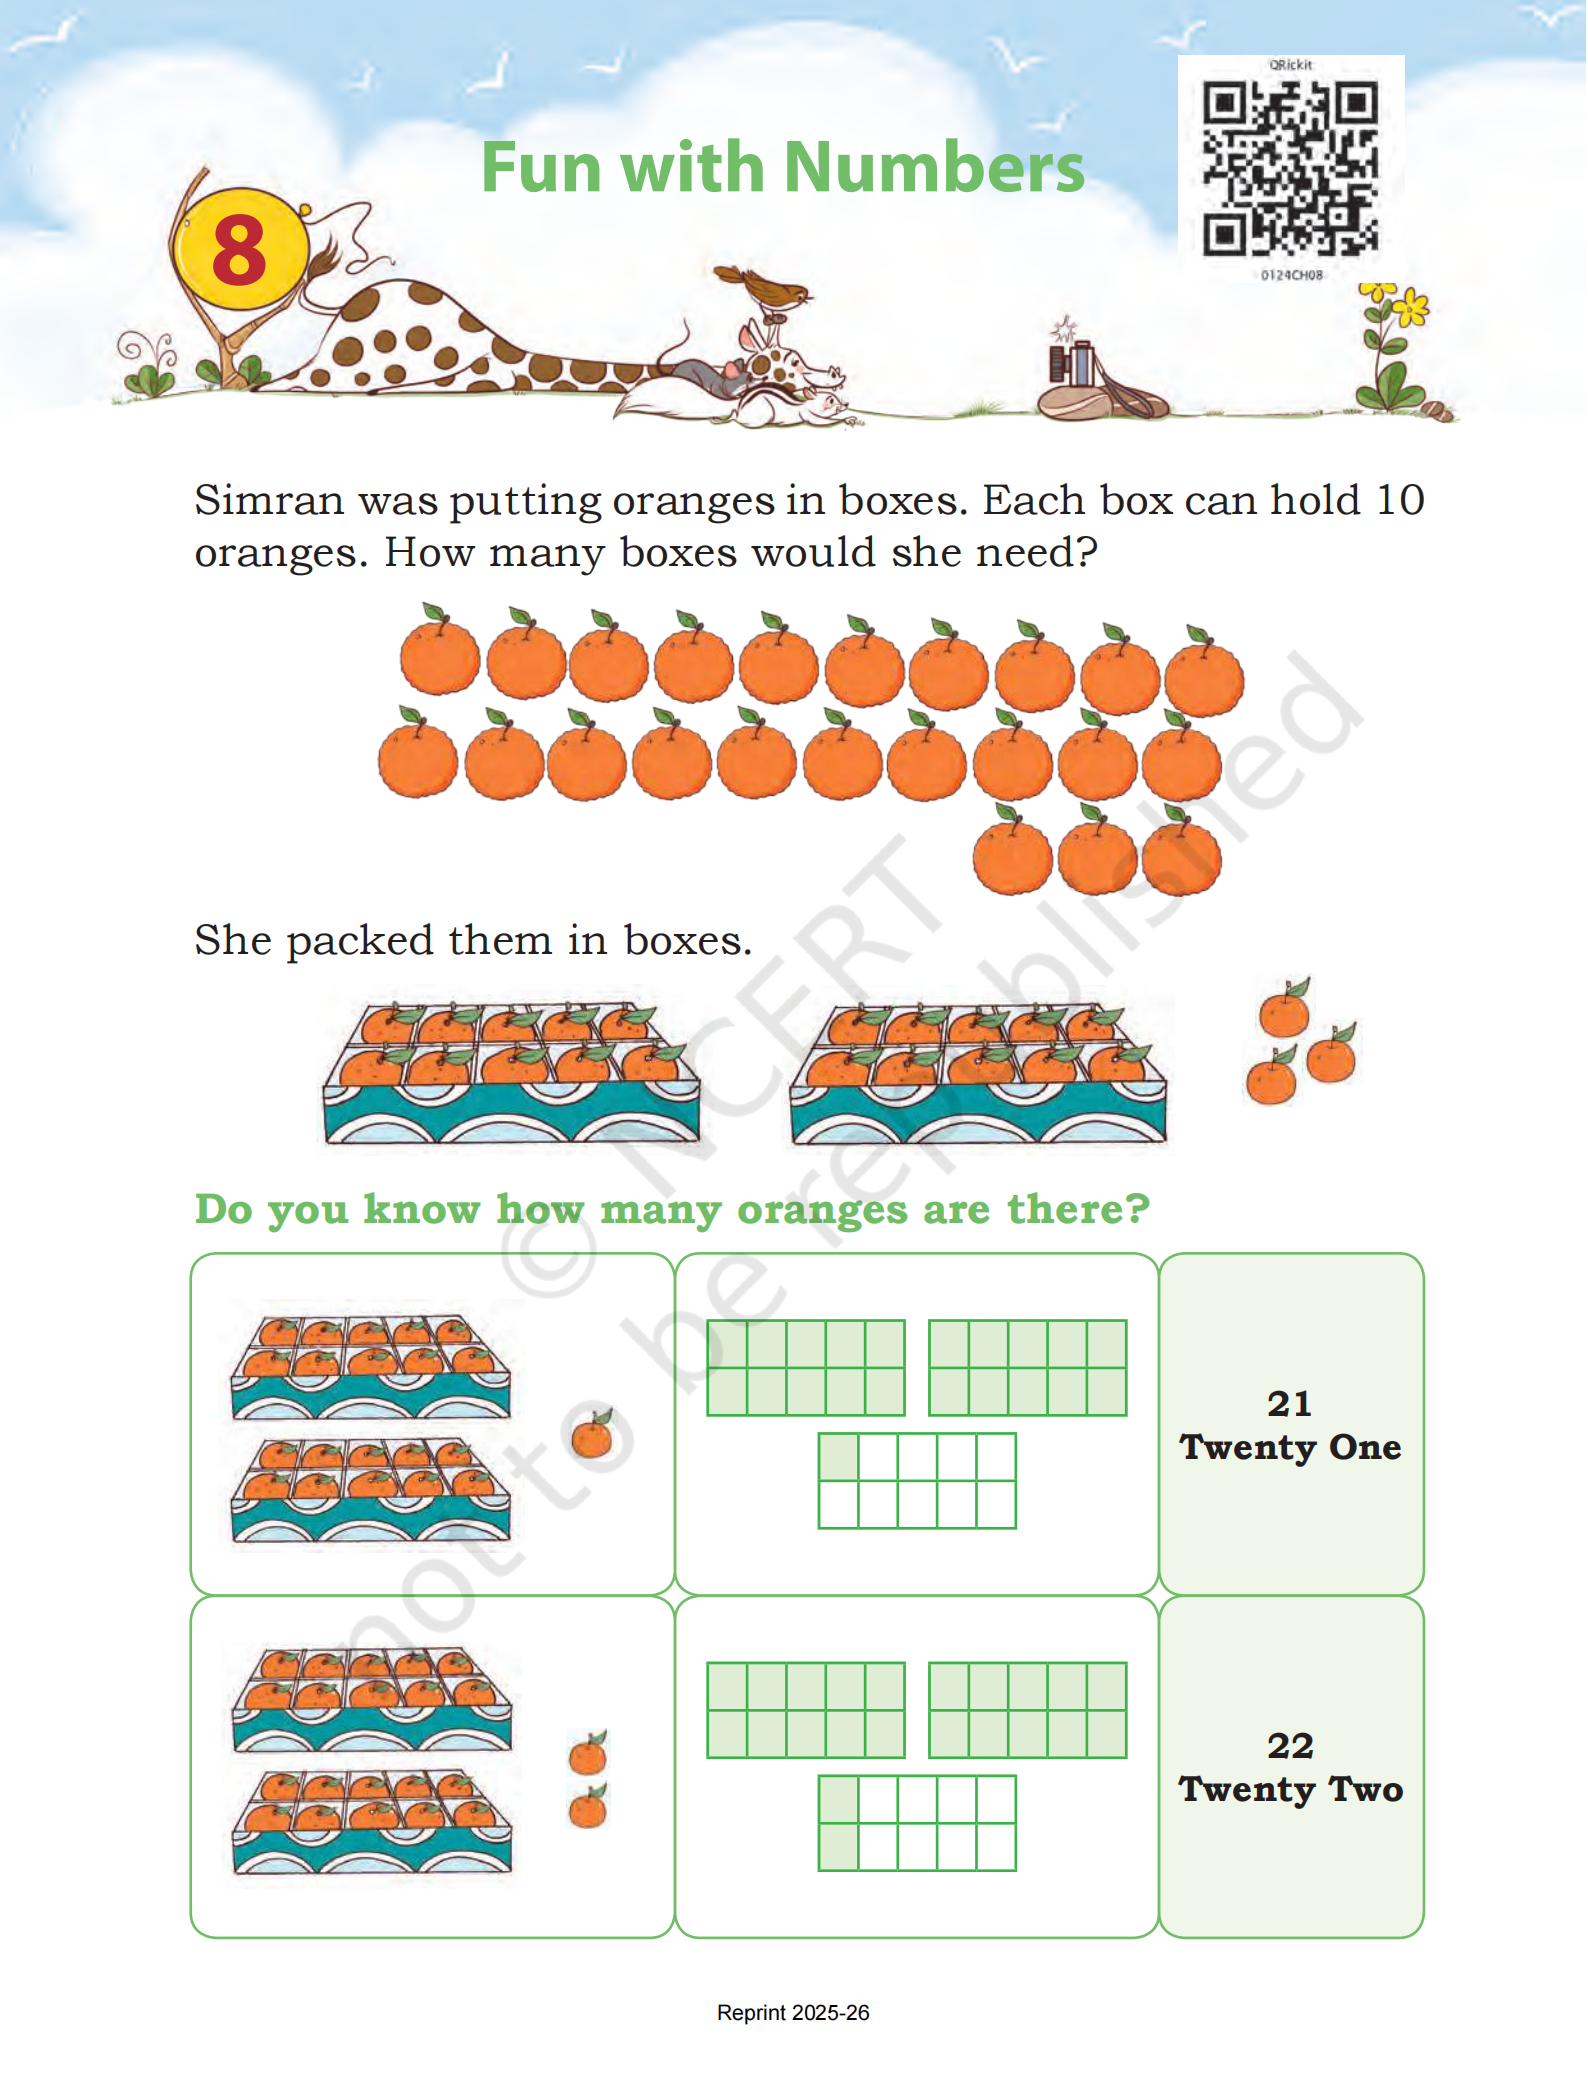 QRickit
Fun with Numbers
0124CH08
8
Simran was putting oranges in boxes. Each box can hold 10
oranges. How many boxes would she need?
She packed them in boxes.
Do you know how many oranges are there?
21
Twenty One
22
Twenty Two
© NCERT
not to be republished
Reprint 2025-26